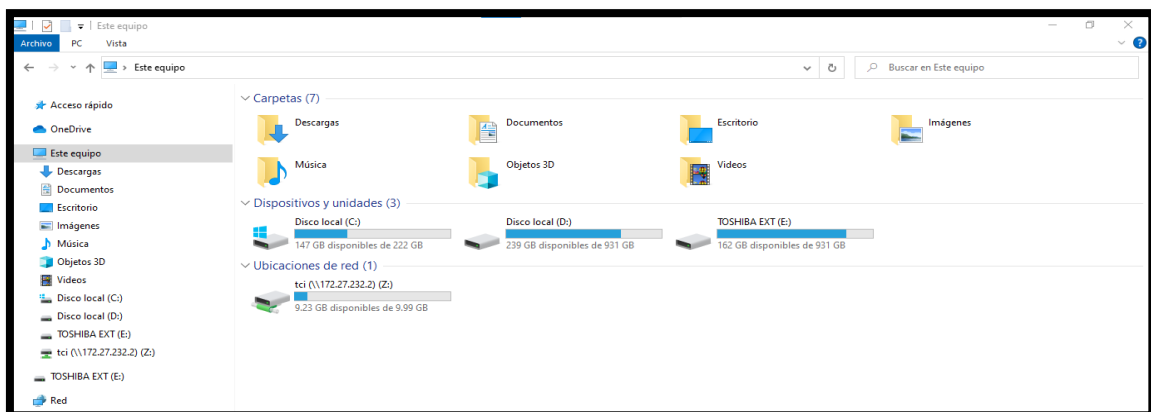 Este equipo
Archivo PC Vista
Este equipo Buscar en Este equipo
Acceso rápido
OneDrive
Este equipo
Descargas
Documentos
Escritorio
Imágenes
Música
Objetos 3D
Videos
Disco local (C:)
Disco local (D:)
TOSHIBA EXT (E:)
tci (\\172.27.232.2) (Z:)
TOSHIBA EXT (E:)
Red
Carpetas (7)
Descargas Documentos Escritorio Imágenes
Música Objetos 3D Videos
Dispositivos y unidades (3)
Disco local (C:) Disco local (D:) TOSHIBA EXT (E:)
147 GB disponibles de 222 GB 239 GB disponibles de 931 GB 162 GB disponibles de 931 GB
Ubicaciones de red (1)
tci (\\172.27.232.2) (Z:)
9.23 GB disponibles de 9.99 GB